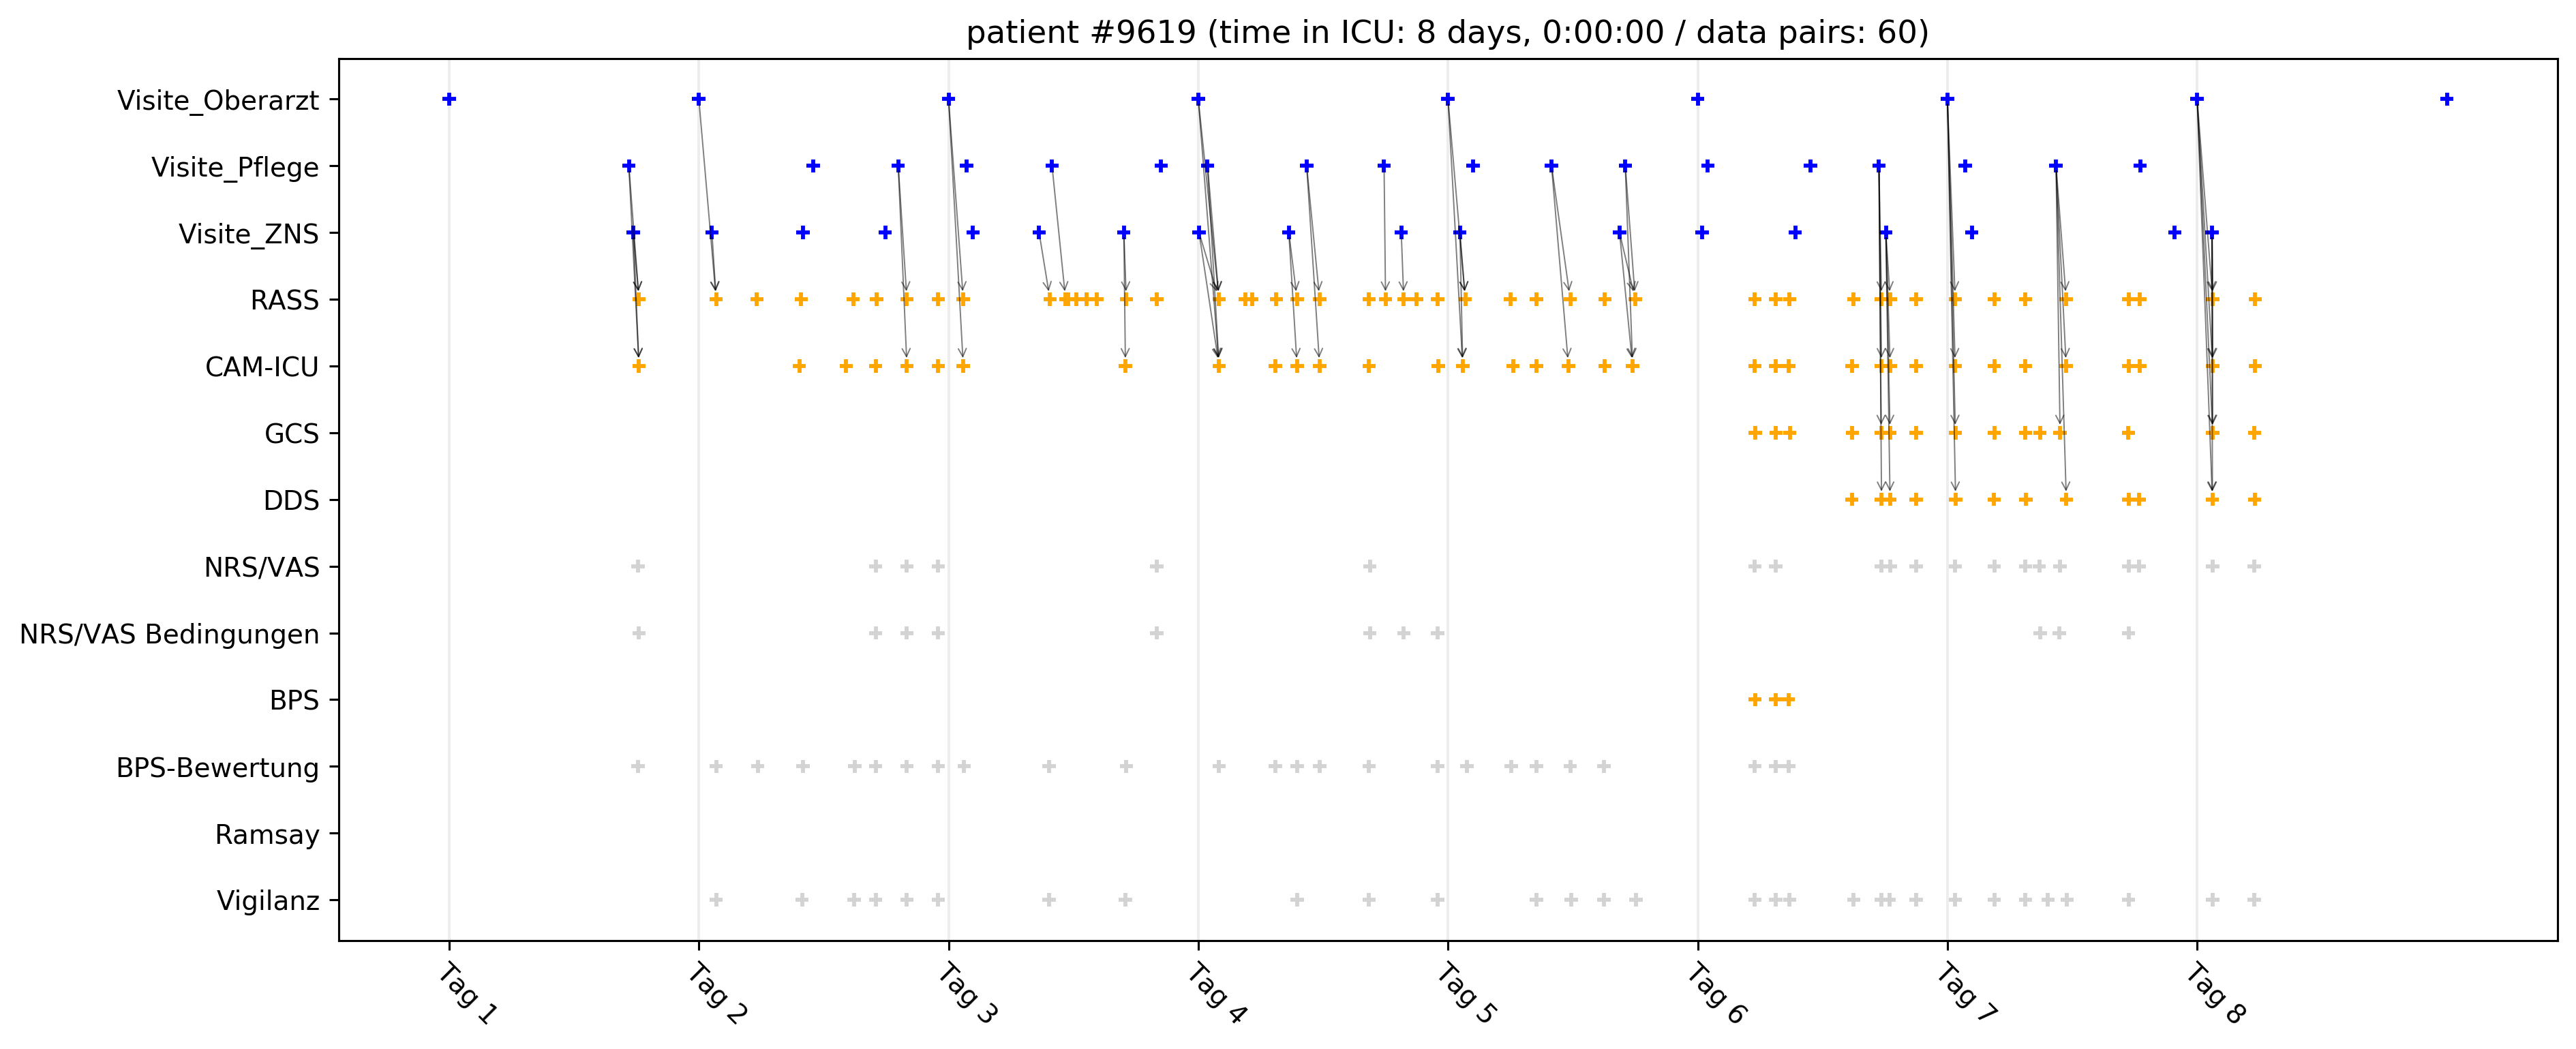 patient #9619 (time in ICU: 8 days, 0:00:00 / data pairs: 60)
Visite_Oberarzt
Visite_Pflege
Visite_ZNS
RASS
CAM-ICU
GCS
DDS
NRS/VAS
NRS/VAS Bedingungen
BPS
BPS-Bewertung
Ramsay
Vigilanz
Tag 1
Tag 2
Tag 3
Tag 4
Tag 5
Tag 6
Tag 7
Tag 8